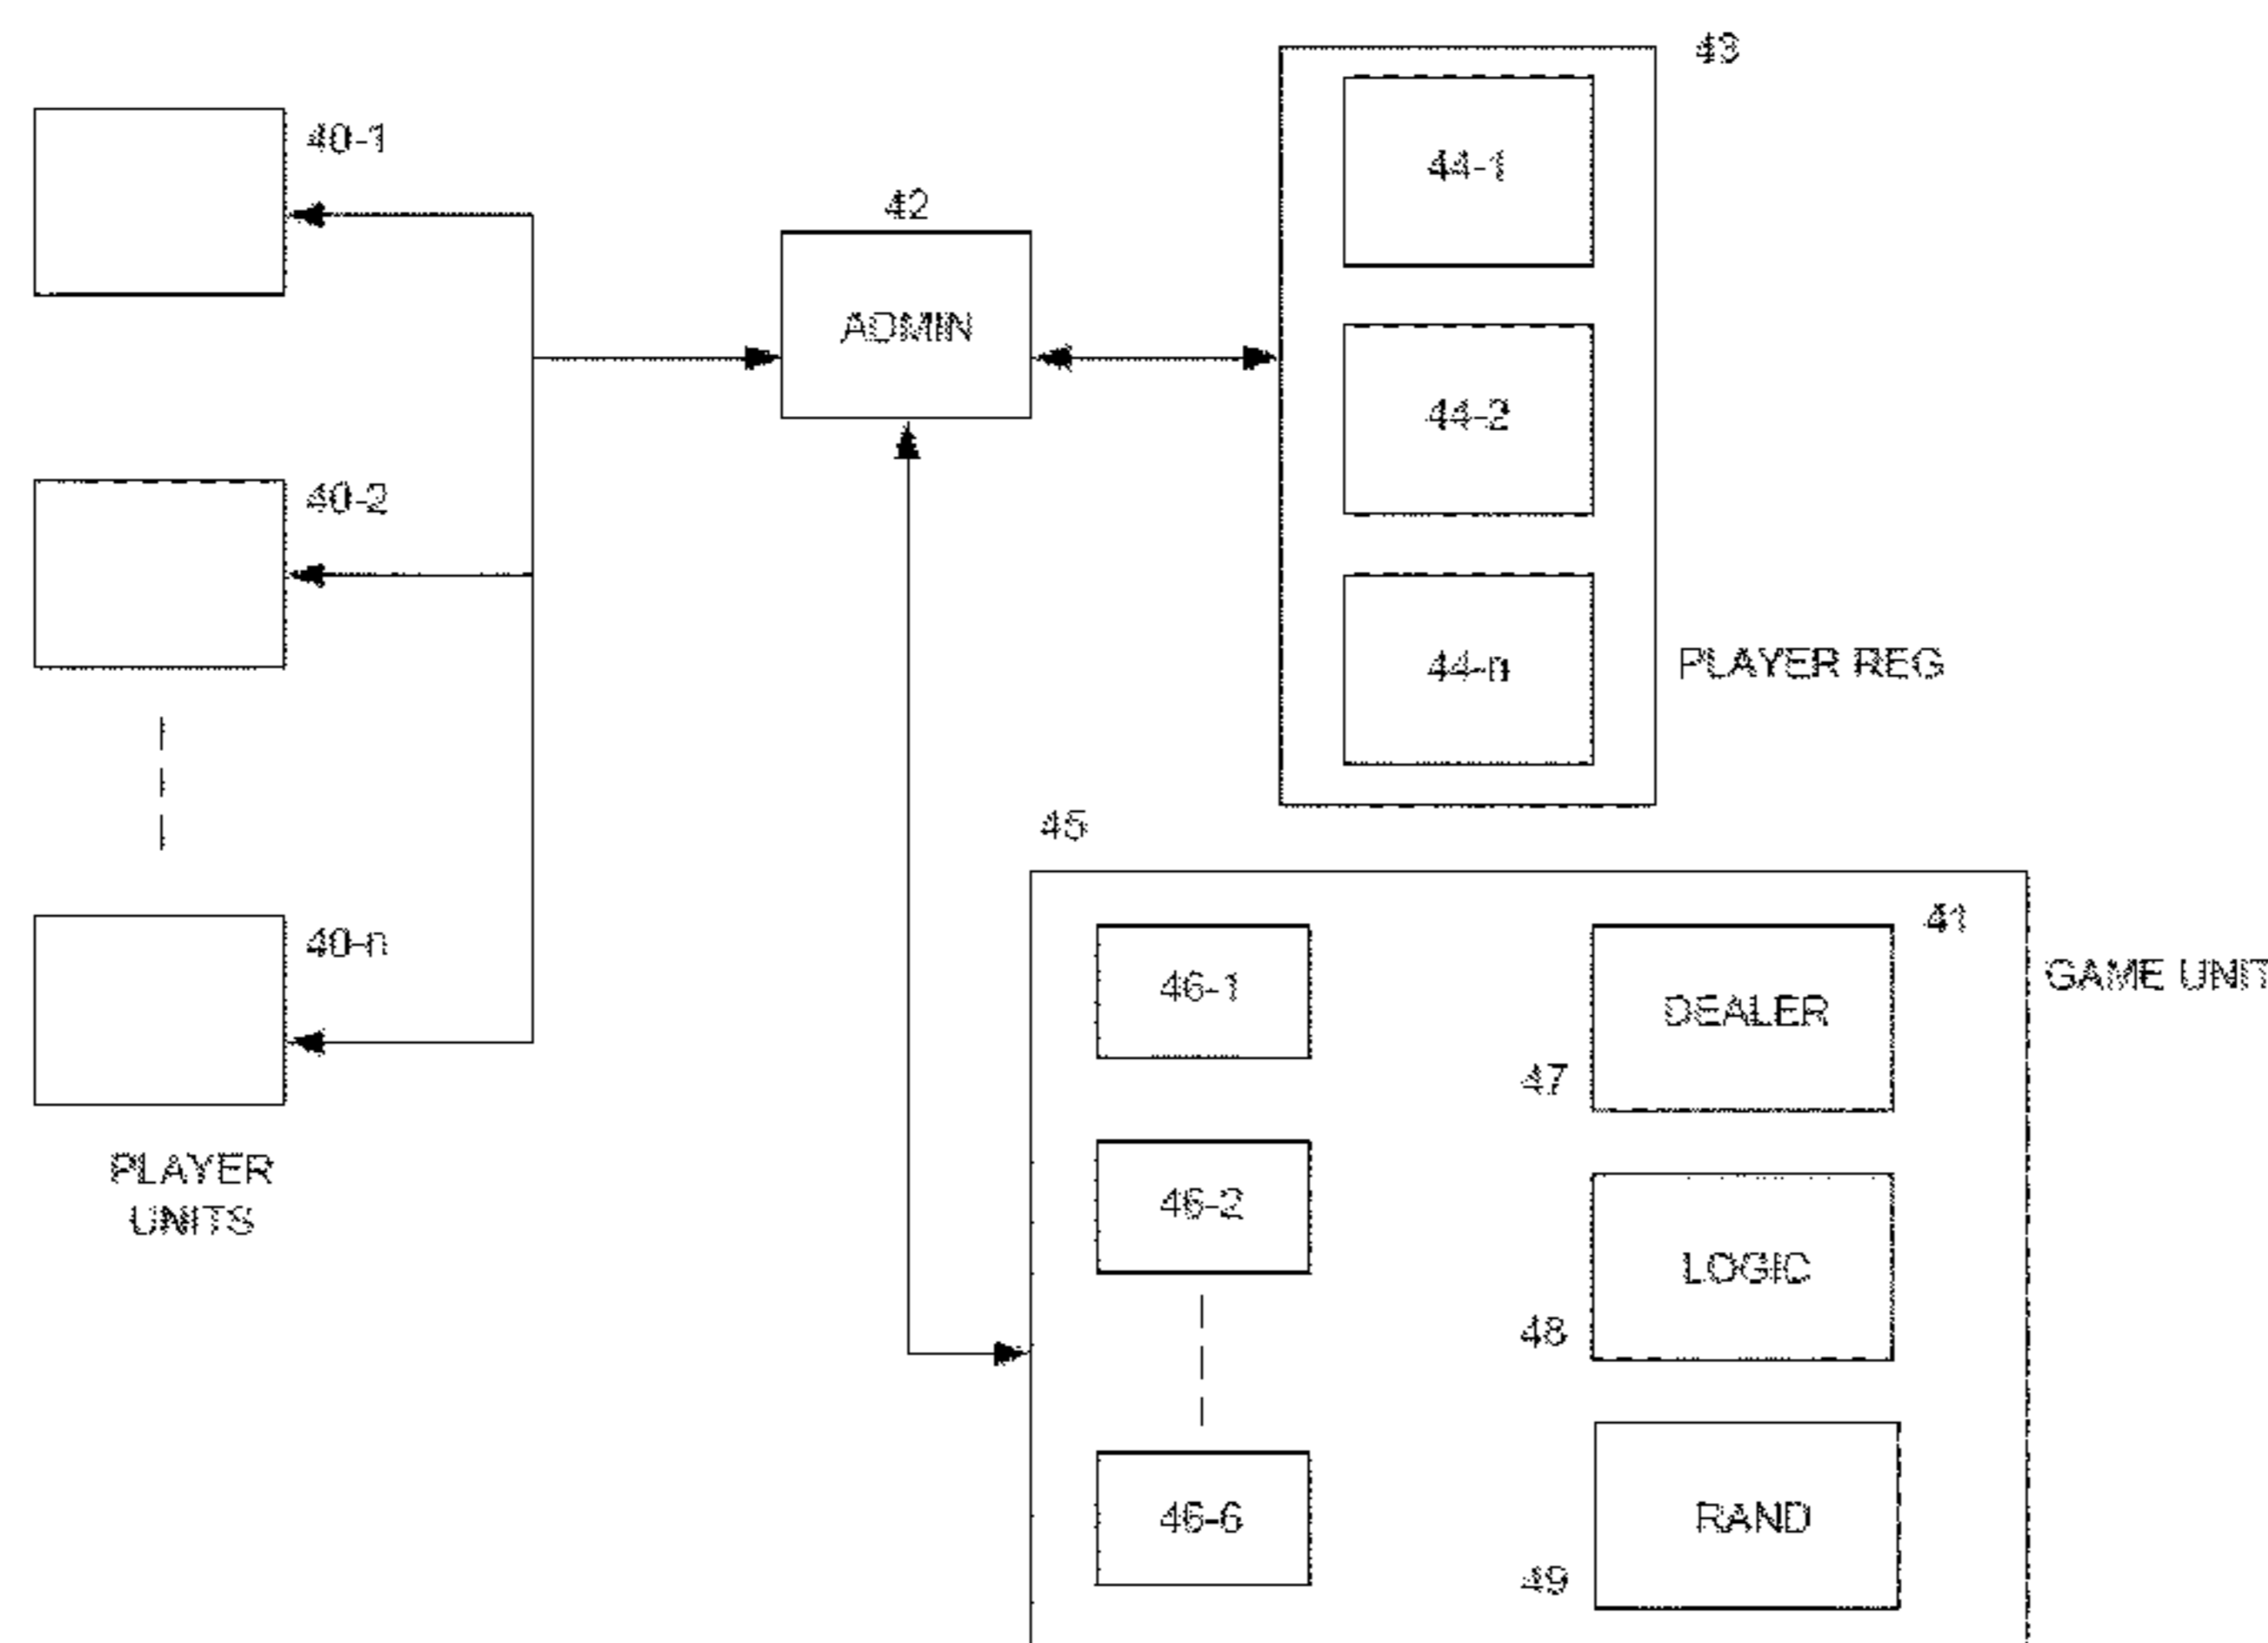 43
40-1
44-1
42
ADMIN
44-2
40-2
44-n
PLAYER REG
45
40-n
41
GAME UNIT
46-1
DEALER
47
PLAYER
UNITS
46-2
LOGIC
48
46-6
RAND
49